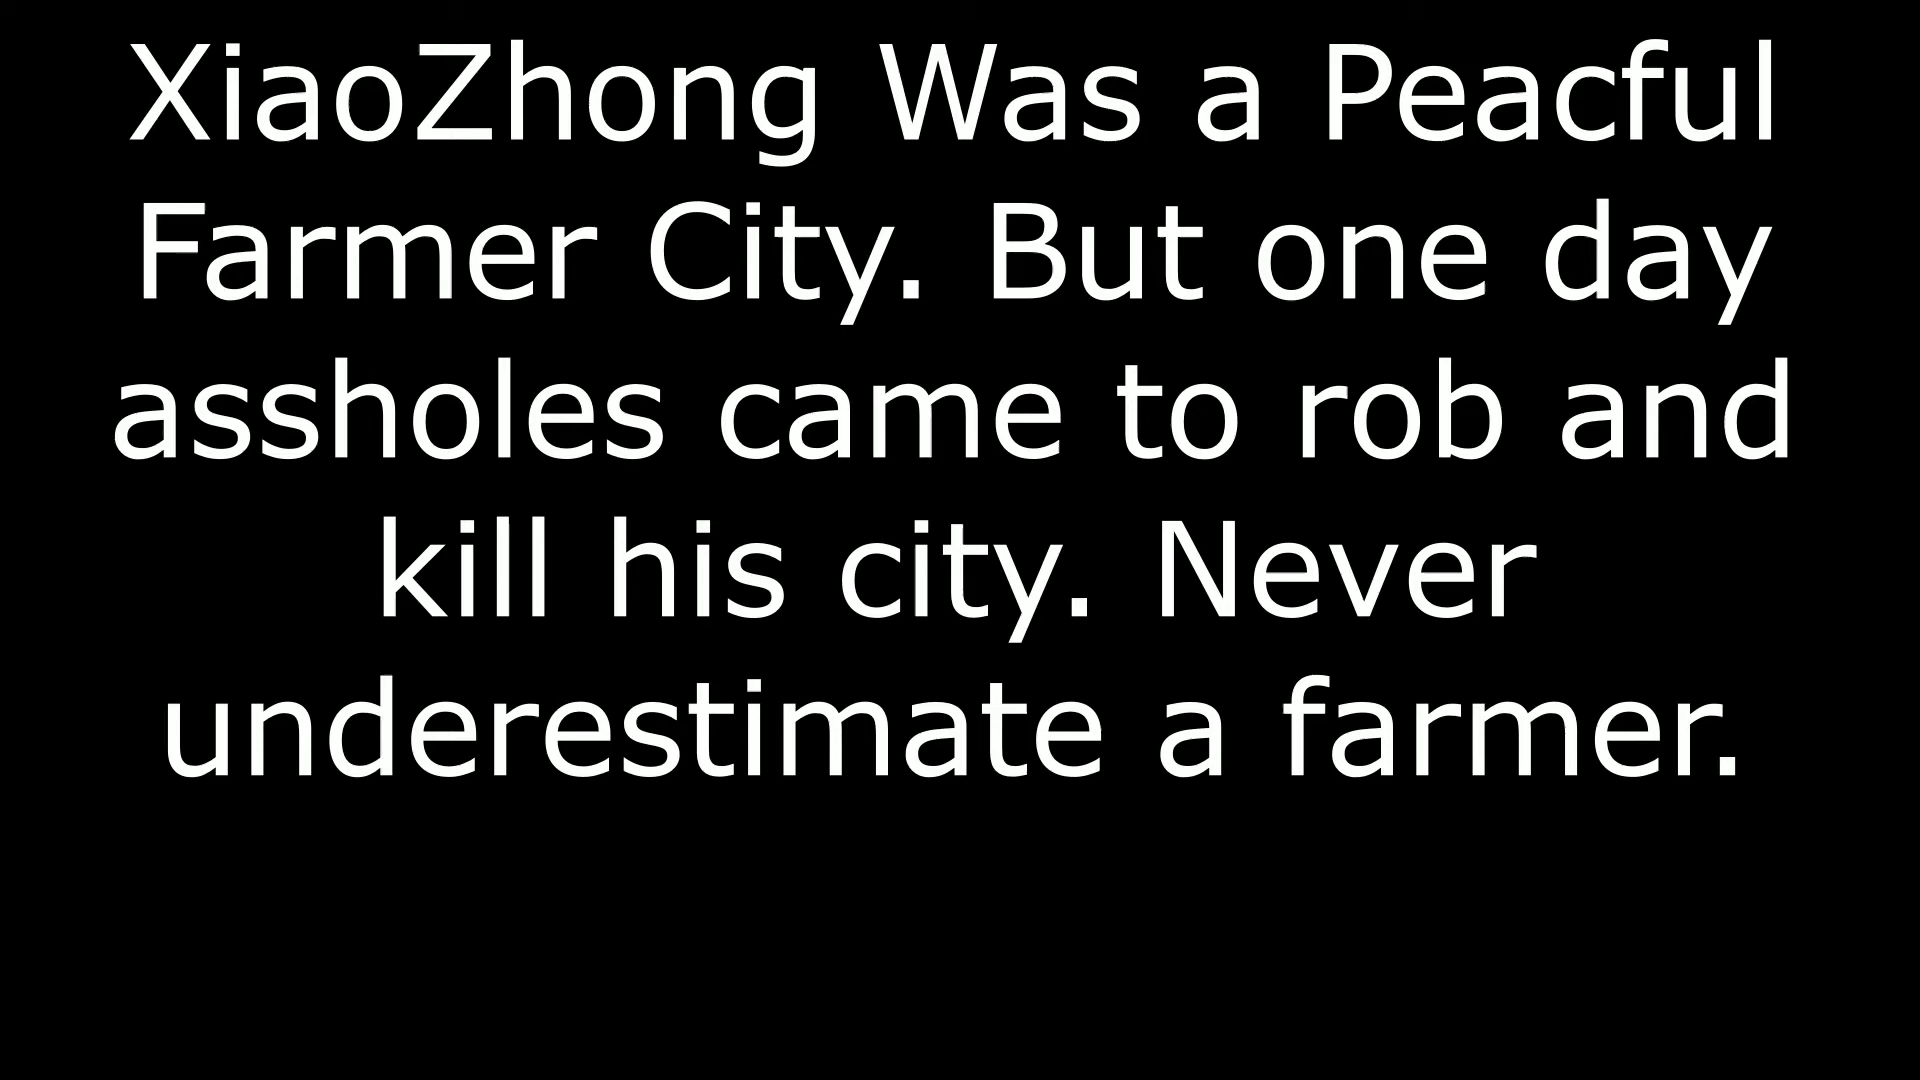 XiaoZhong Was a Peacful
Farmer City. But one day
assholes came to rob and
kill his city. Never
underestimate a farmer.